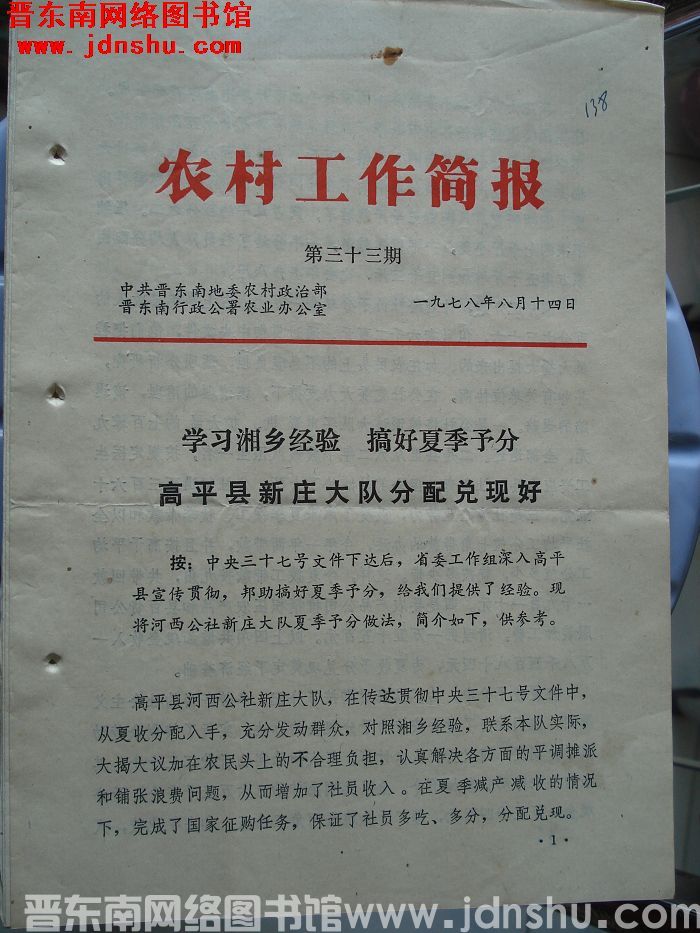 晋东南网络图书馆
www.jdnshu.com
138
农村工作简报
第三十三期
中共晋东南地委农村政治部
晋东南行政公署农业办公室
一九七八年八月十四日
学习湘乡经验 搞好夏季予分
高平县新庄大队分配兑现好
按：中央三十七号文件下达后，省委工作组深入高平
县宣传贯彻，邦助搞好夏季予分，给我们提供了经验。现
将河西公社新庄大队夏季予分做法，简介如下，供参考。
高平县河西公社新庄大队，在传达贯彻中央三十七号文件中，
从夏收分配入手，充分发动群众，对照湘乡经验，联系本队实际，
大揭大议加在农民头上的不合理负担，认真解决各方面的平调摊派
和铺张浪费问题，从而增加了社员收入。在夏季减产减收的情况
下，完成了国家征购任务，保证了社员多吃、多分，分配兑现。
·1·
晋东南网络图书馆 www.jdnshu.com